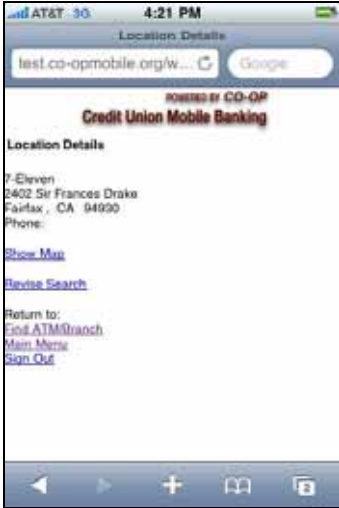 AT&T 3G 4:21 PM
Location Details
test.co-opmobile.org/w... Google
POWERED BY CO-OP
Credit Union Mobile Banking
Location Details
7-Eleven
2402 Sir Frances Drake
Fairfax , CA 94930
Phone:
Show Map
Revise Search
Return to:
Find ATM/Branch
Main Menu
Sign Out
2